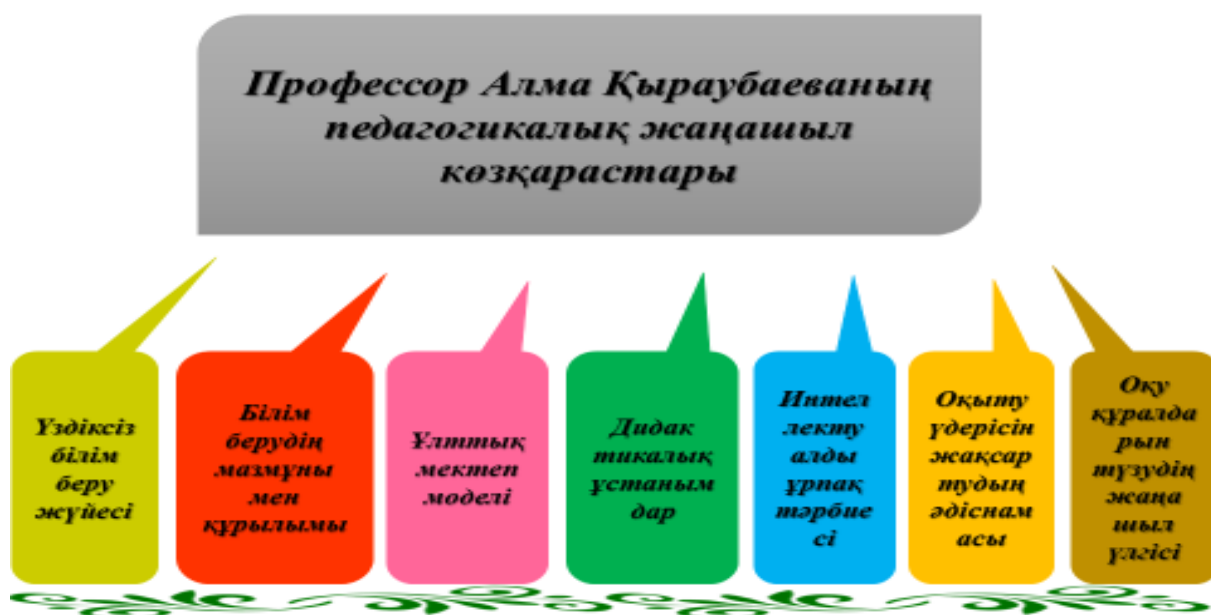 Профессор Алма Қыраубаеваның
педагогикалық жаңашыл
көзқарастары
Үздіксіз
білім
беру
жүйесі
Білім
берудің
мазмұны
мен
құрылымы
Ұлттық
мектеп
моделі
Дидак
тикалық
ұстаным
дар
Интел
лекту
алды
ұрпақ
тәрбие
сі
Оқыту
үдерісін
жақсар
тудың
әдіснам
асы
Оқу
құралда
рын
түзудің
жаңа
шыл
үлгісі